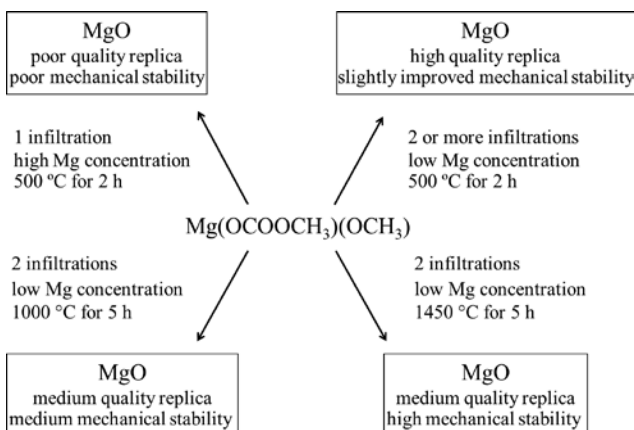 MgO
poor quality replica
poor mechanical stability
MgO
high quality replica
slightly improved mechanical stability
1 infiltration
high Mg concentration
500 ºC for 2 h
2 or more infiltrations
low Mg concentration
500 ºC for 2 h
Mg(OCOOCH₃)(OCH₃)
2 infiltrations
low Mg concentration
1000 °C for 5 h
2 infiltrations
low Mg concentration
1450 °C for 5 h
MgO
medium quality replica
medium mechanical stability
MgO
medium quality replica
high mechanical stability